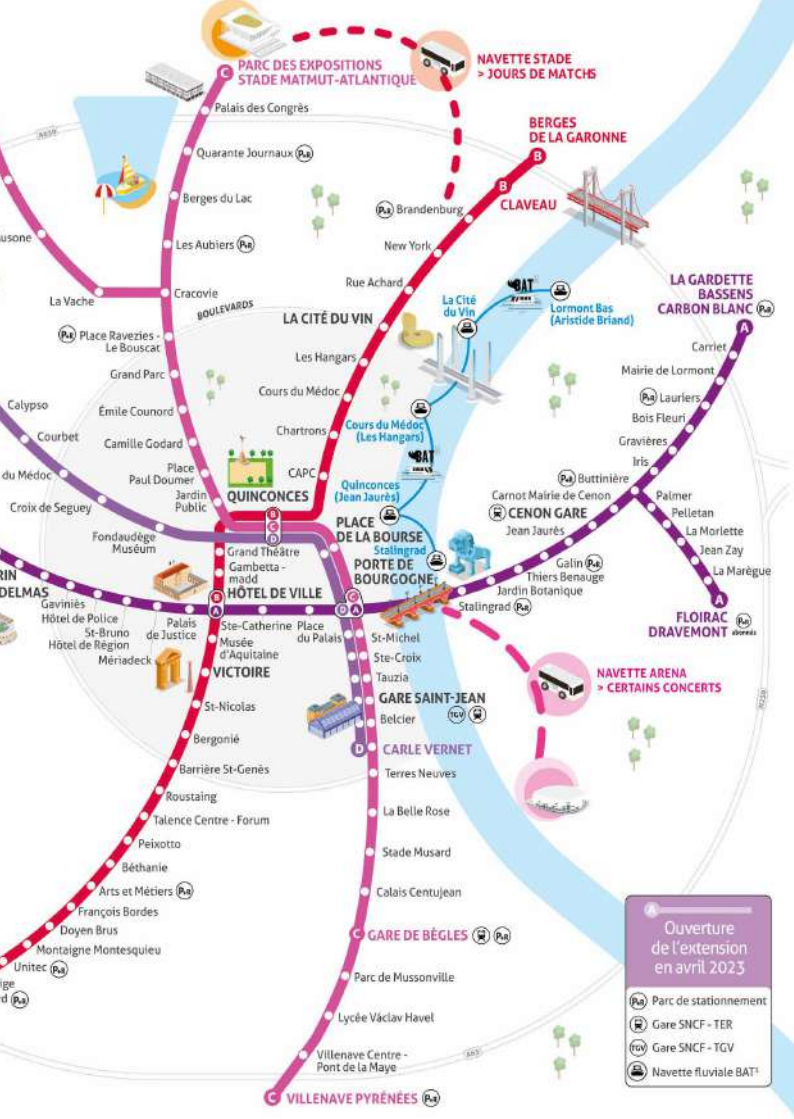 PARC DES EXPOSITIONS
STADE MATMUT-ATLANTIQUE
NAVETTE STADE
> JOURS DE MATCHS
Palais des Congrès
BERGES
DE LA GARONNE
Quarante Journaux P+R
CLAVEAU
Berges du Lac
P+R Brandenburg
Les Aubiers P+R
New York
La Vache
Cracovie
Rue Achard
BOULEVARDS
LA GARDETTE
BASSENS
CARBON BLANC P+R
La Cité
du Vin
BAT
Lormont Bas
(Aristide Briand)
P+R Place Ravezies -
Le Bouscat
LA CITÉ DU VIN
Carriet
Les Hangars
Mairie de Lormont
Grand Parc
Cours du Médoc
P+R Lauriers
Calypso
Émile Counord
Bois Fleuri
Courbet
Camille Godard
Chartrons
Cours du Médoc
(Les Hangars)
Gravières
Iris
du Médoc
Place
Paul Doumer
CAPC
BAT
P+R Buttinière
Croix de Seguey
Jardin
Public
QUINCONCES
Quinconces
(Jean Jaurès)
Carnot Mairie de Cenon
Palmer
CENON GARE
Pelletan
Fondaudège
Muséum
B
C
D
PLACE
DE LA BOURSE
Jean Jaurès
La Morlette
Grand Théâtre
Stalingrad
Jean Zay
Gambetta -
madd
PORTE DE
BOURGOGNE
Galin P+R
La Marègue
RIN
DELMAS
HÔTEL DE VILLE
Thiers Benauge
Jardin Botanique
Gaviniès
B
A
C
D A
Stalingrad P+R
A
Hôtel de Police
Palais
de Justice
Ste-Catherine
Place
du Palais
St-Michel
FLOIRAC
DRAVEMONT P+R
abonnés
St-Bruno
Hôtel de Région
Musée
d'Aquitaine
Ste-Croix
Mériadeck
VICTOIRE
Tauzia
NAVETTE ARENA
> CERTAINS CONCERTS
St-Nicolas
GARE SAINT-JEAN
Belcier
TGV
Bergonié
D
CARLE VERNET
Barrière St-Genès
Terres Neuves
Roustaing
La Belle Rose
Talence Centre - Forum
Peixotto
Stade Musard
Béthanie
Arts et Métiers P+R
Calais Centujean
François Bordes
Doyen Brus
C
GARE DE BÈGLES P+R
Montaigne Montesquieu
Unitec P+R
Parc de Mussonville
Lycée Václav Havel
Villenave Centre -
Pont de la Maye
C
VILLENAVE PYRÉNÉES P+R
A
Ouverture
de l'extension
en avril 2023
P+R Parc de stationnement
Gare SNCF - TER
TGV Gare SNCF - TGV
Navette fluviale BAT³